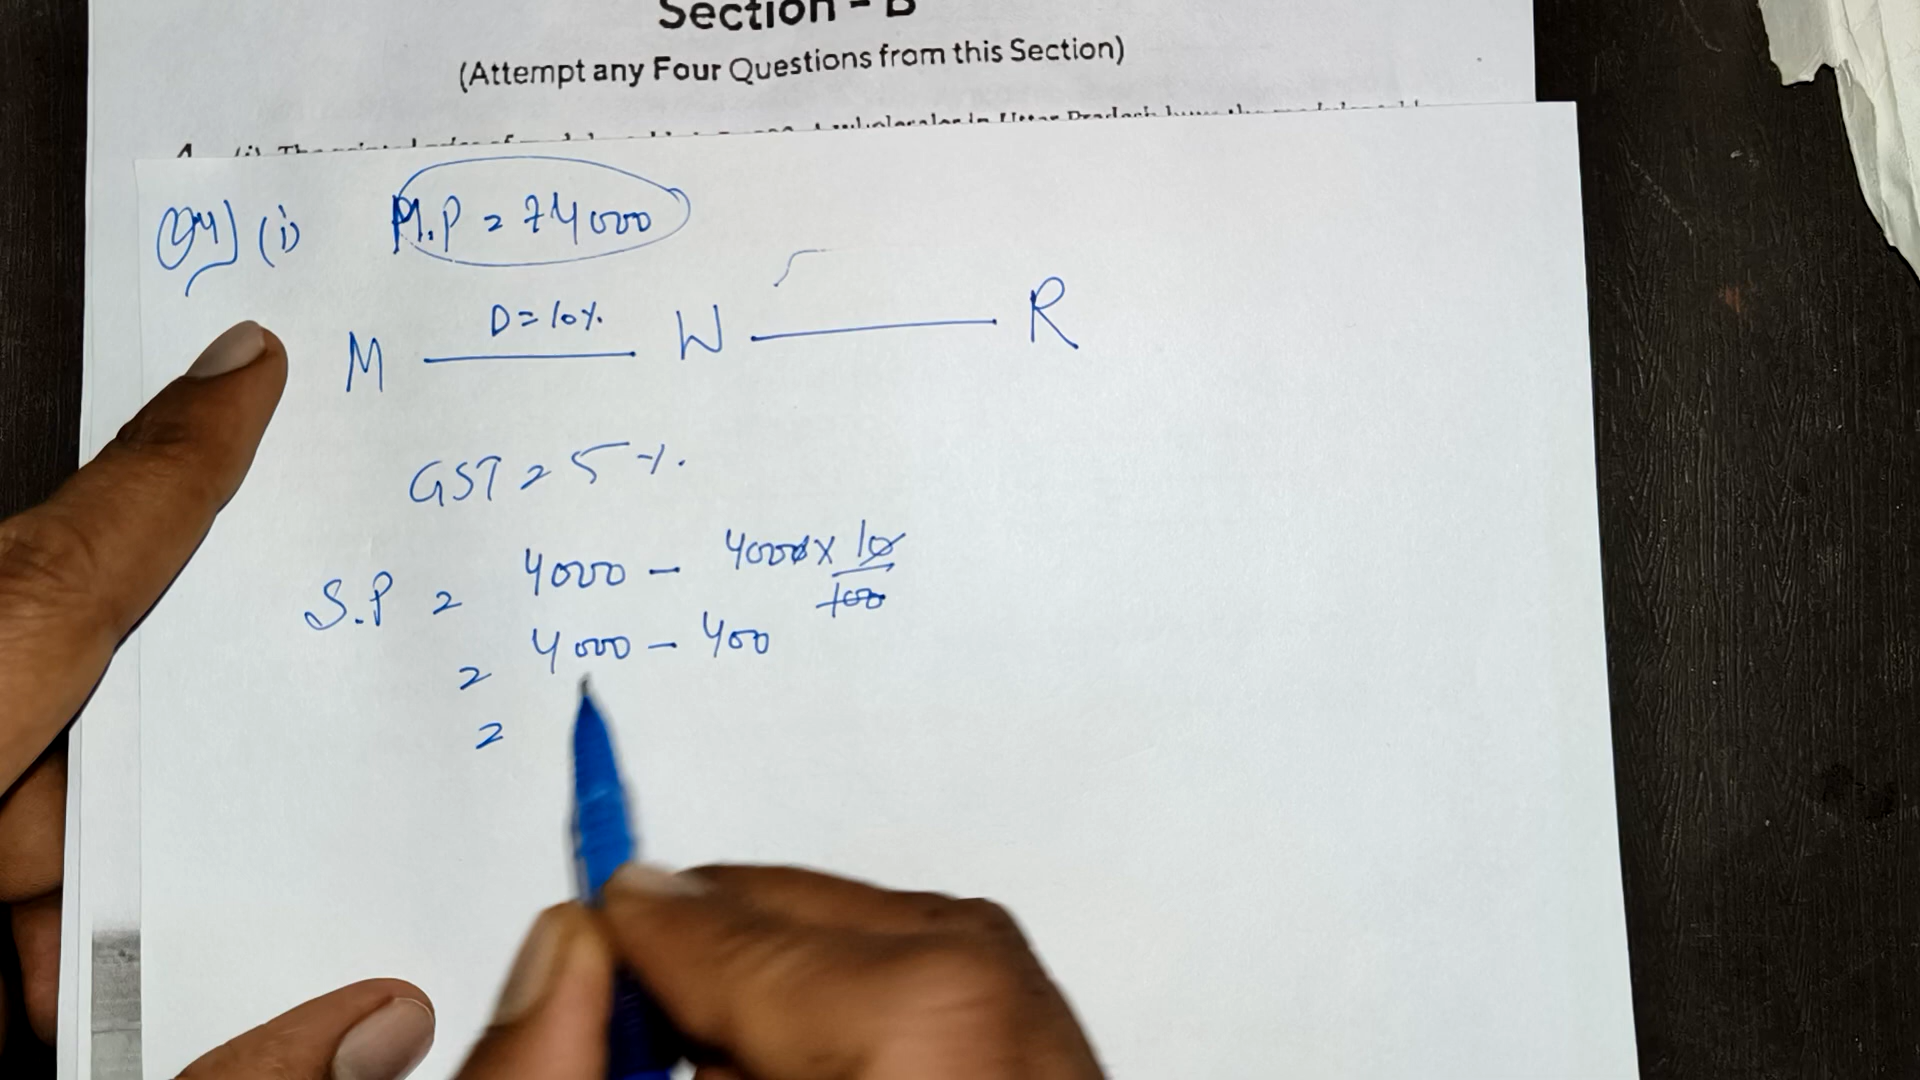 Section - B
(Attempt any Four Questions from this Section)
Q4) (i) M.P = ₹4000
M D = 10% W R
GST = 5%.
S.P = 4000 - 4000 x 10
100
= 4000 - 400
=